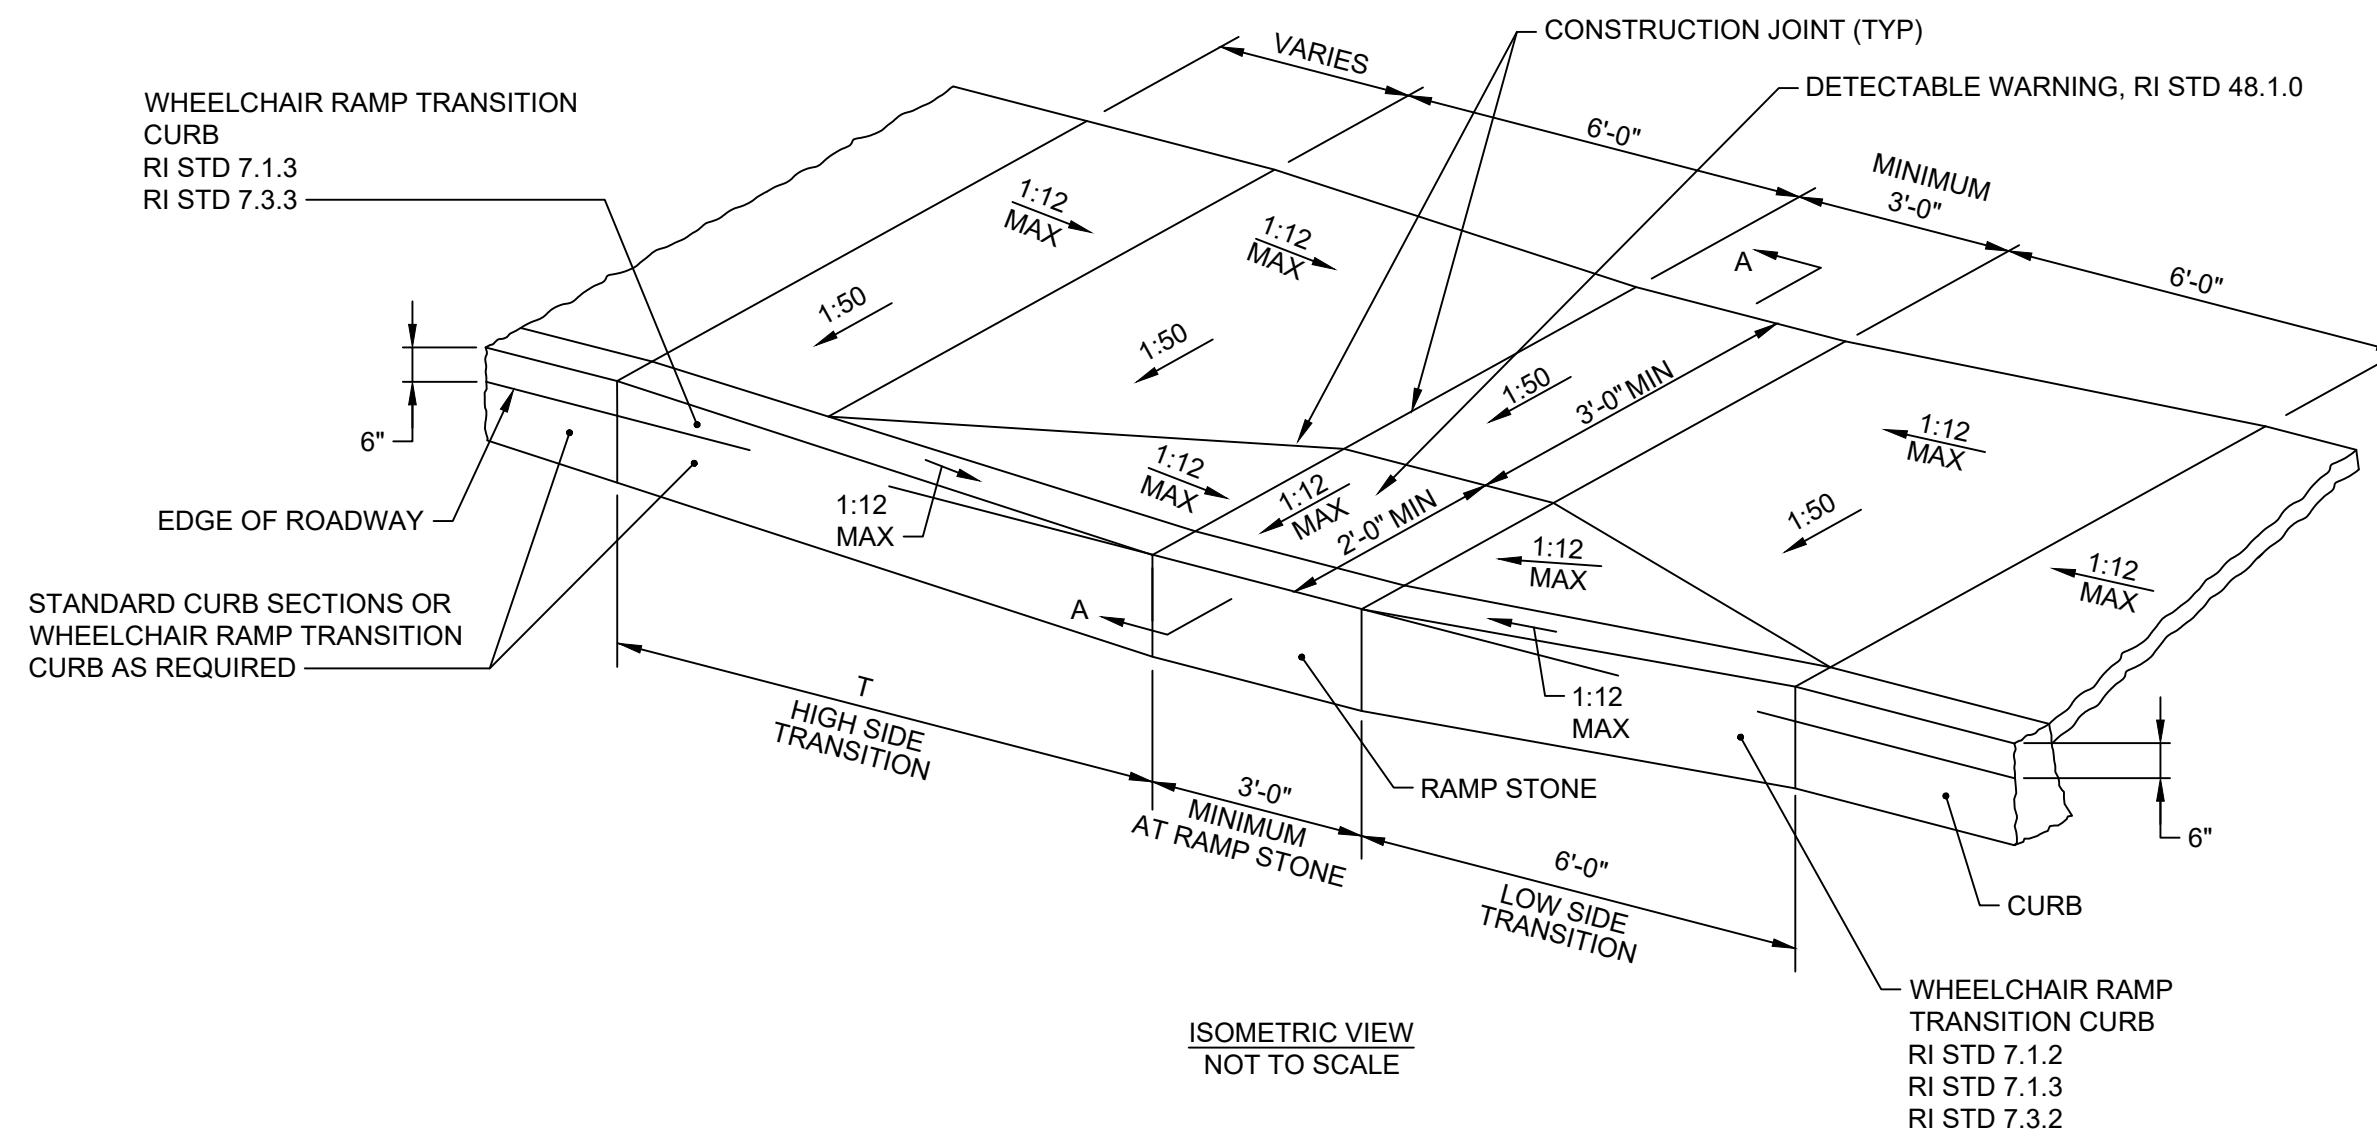 CONSTRUCTION JOINT (TYP)
VARIES
DETECTABLE WARNING, RI STD 48.1.0
WHEELCHAIR RAMP TRANSITION
CURB
RI STD 7.1.3
RI STD 7.3.3
6'-0"
MINIMUM
3'-0"
6'-0"
1:12
MAX
1:12
MAX
A
1:50
1:50
1:50
3'-0" MIN
1:12
MAX
6"
1:12
MAX
1:12
MAX
2'-0" MIN
1:50
1:12
MAX
EDGE OF ROADWAY
1:12
MAX
1:12
MAX
STANDARD CURB SECTIONS OR
WHEELCHAIR RAMP TRANSITION
CURB AS REQUIRED
A
T
HIGH SIDE
TRANSITION
1:12
MAX
RAMP STONE
3'-0"
MINIMUM
AT RAMP STONE
6"
6'-0"
LOW SIDE
TRANSITION
CURB
WHEELCHAIR RAMP
TRANSITION CURB
RI STD 7.1.2
RI STD 7.1.3
RI STD 7.3.2
ISOMETRIC VIEW
NOT TO SCALE